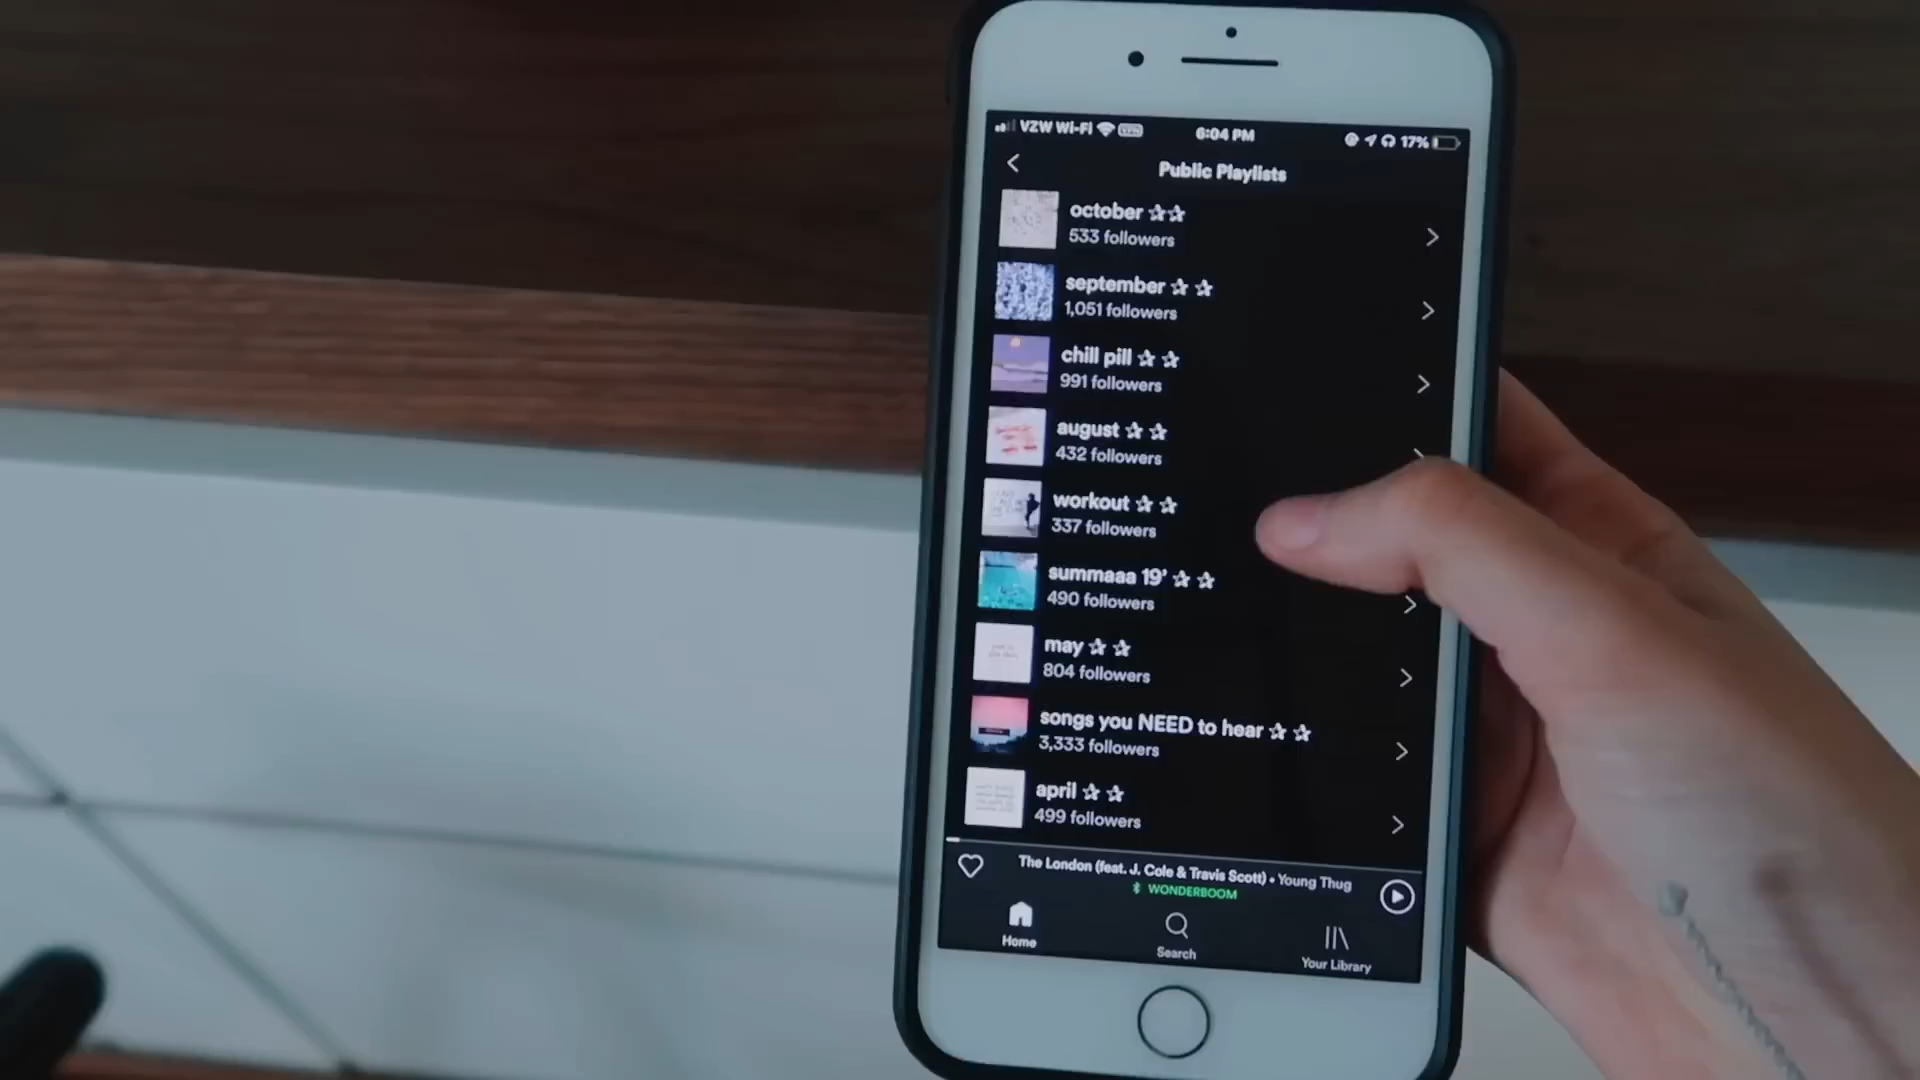 VZW Wi-Fi
6:04 PM
17%
Public Playlists
october ✰✰
533 followers
september ✰ ✰
1,051 followers
chill pill ✰ ✰
991 followers
august ✰ ✰
432 followers
workout ✰ ✰
337 followers
summaaa 19' ✰ ✰
490 followers
may ✰ ✰
804 followers
songs you NEED to hear ✰ ✰
3,333 followers
april ✰ ✰
499 followers
The London (feat. J. Cole & Travis Scott) • Young Thug
WONDERBOOM
Home
Search
Your Library